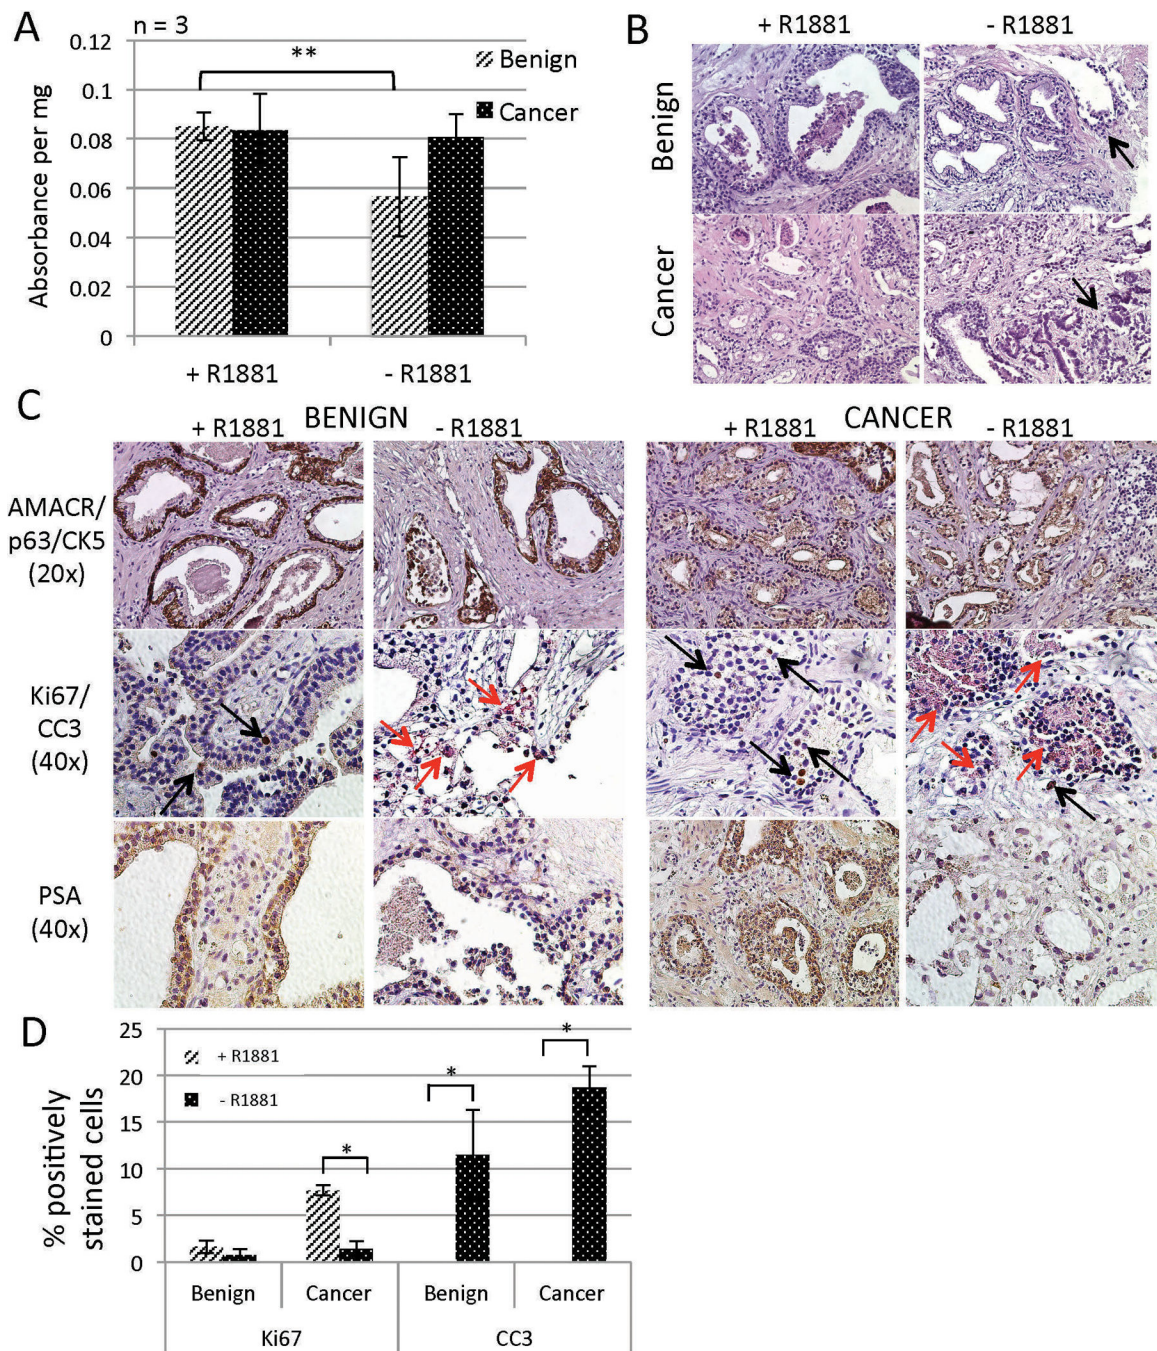 A
n = 3
0.12
0.1
0.08
0.06
0.04
0.02
0
Absorbance per mg
**
Benign
Cancer
+ R1881
- R1881
B
+ R1881
- R1881
Benign
Cancer
C
BENIGN
+ R1881
- R1881
CANCER
+ R1881
- R1881
AMACR/
p63/CK5
(20x)
Ki67/
CC3
(40x)
PSA
(40x)
D
25
20
15
10
5
0
% positively
stained cells
+ R1881
- R1881
*
*
*
Benign
Cancer
Benign
Cancer
Ki67
CC3